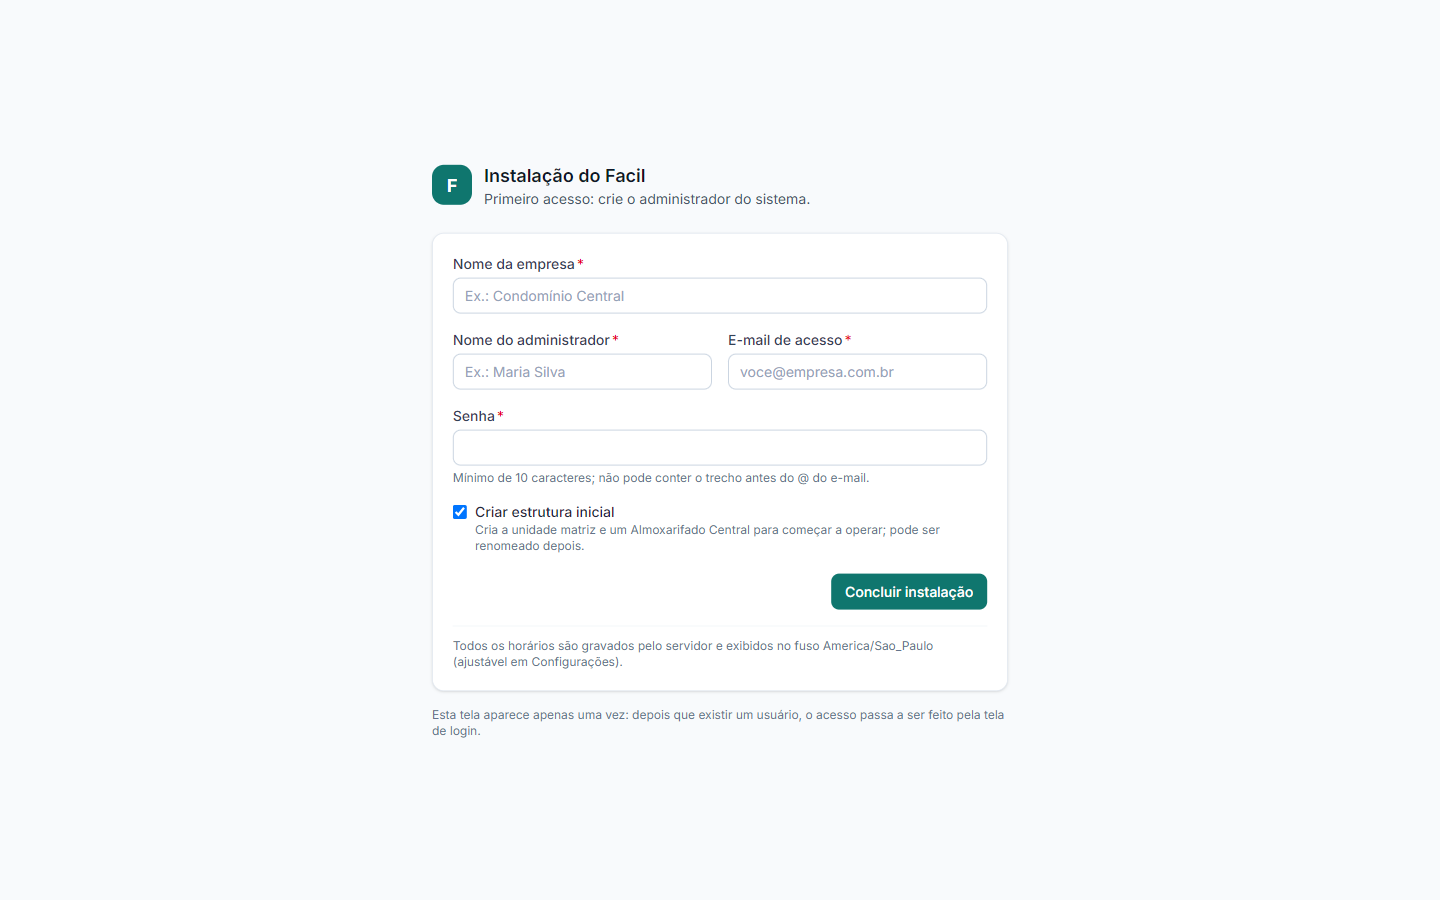 F
Instalação do Facil
Primeiro acesso: crie o administrador do sistema.
Nome da empresa *
Ex.: Condomínio Central
Nome do administrador *
E-mail de acesso *
Ex.: Maria Silva
voce@empresa.com.br
Senha *
Mínimo de 10 caracteres; não pode conter o trecho antes do @ do e-mail.
Criar estrutura inicial
Cria a unidade matriz e um Almoxarifado Central para começar a operar; pode ser
renomeado depois.
Concluir instalação
Todos os horários são gravados pelo servidor e exibidos no fuso America/Sao_Paulo
(ajustável em Configurações).
Esta tela aparece apenas uma vez: depois que existir um usuário, o acesso passa a ser feito pela tela
de login.